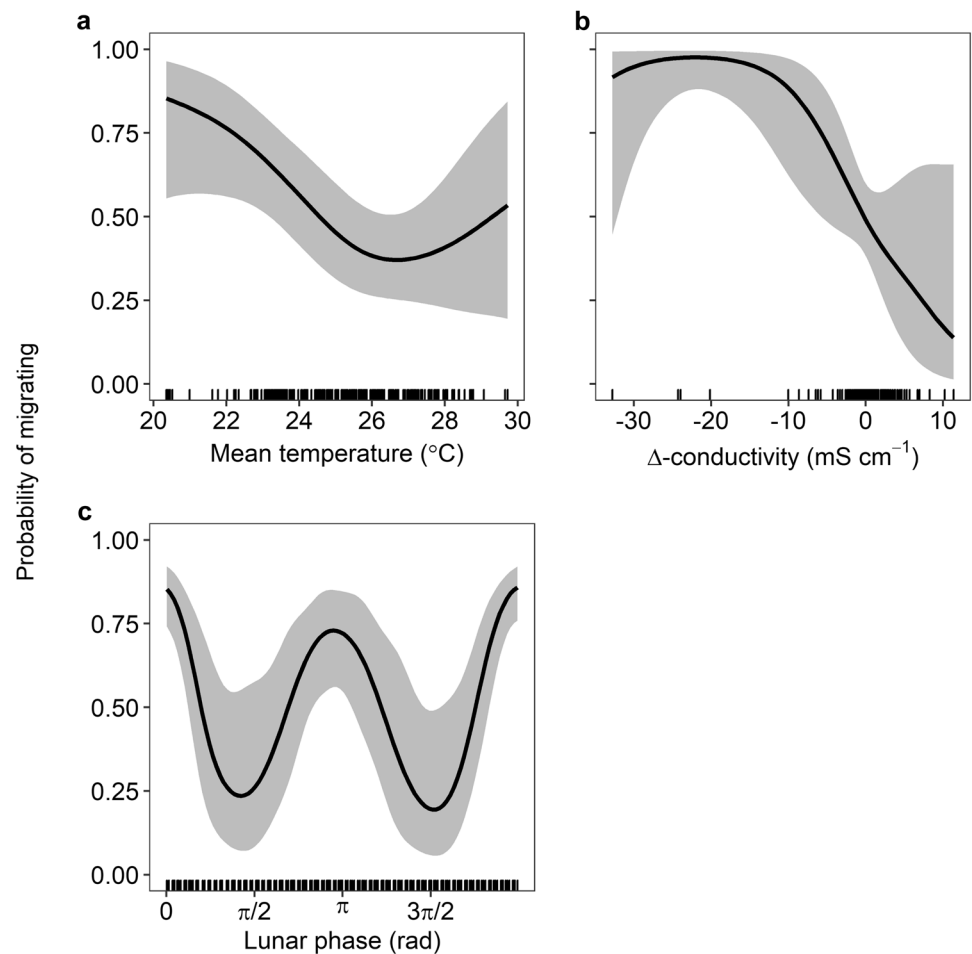 a
b
1.00
0.75
0.50
0.25
0.00
20 22 24 26 28 30
-30 -20 -10 0 10
Mean temperature (°C)
Δ-conductivity (mS cm⁻¹)
Probability of migrating
c
1.00
0.75
0.50
0.25
0.00
0 π/2 π 3π/2
Lunar phase (rad)